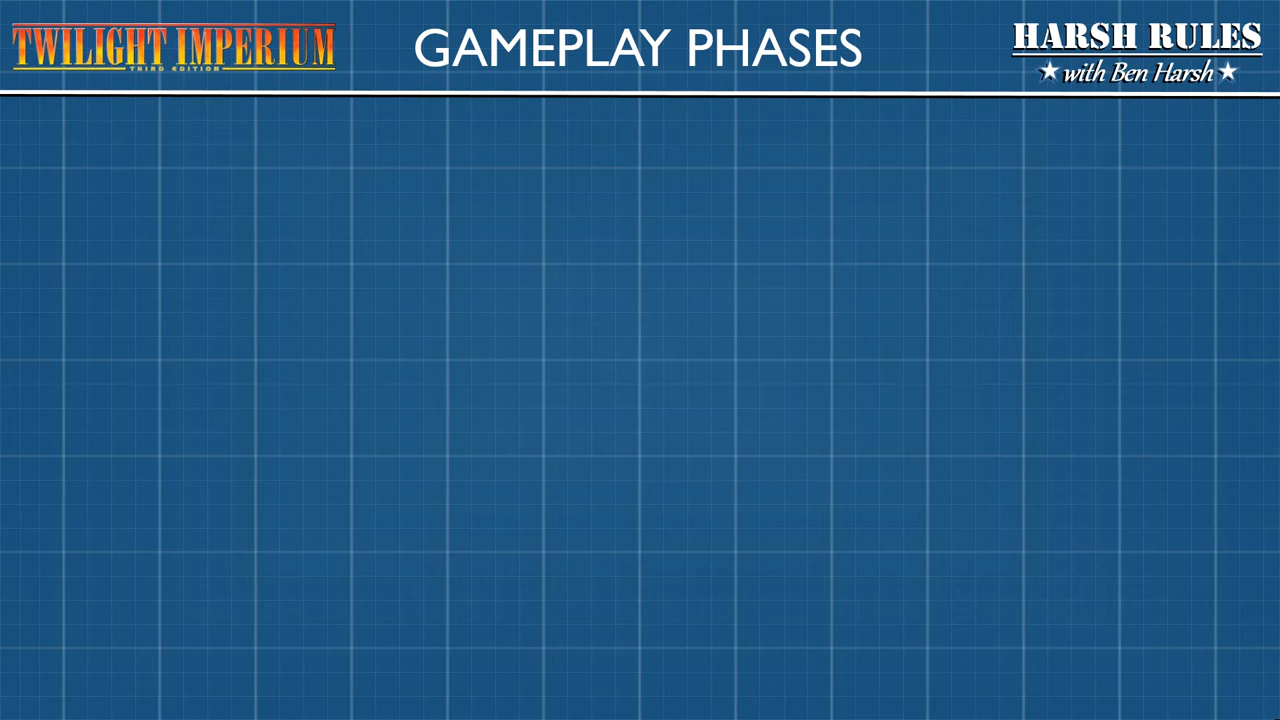 TWILIGHT IMPERIUM
THIRD EDITION
GAMEPLAY PHASES
HARSH RULES
with Ben Harsh